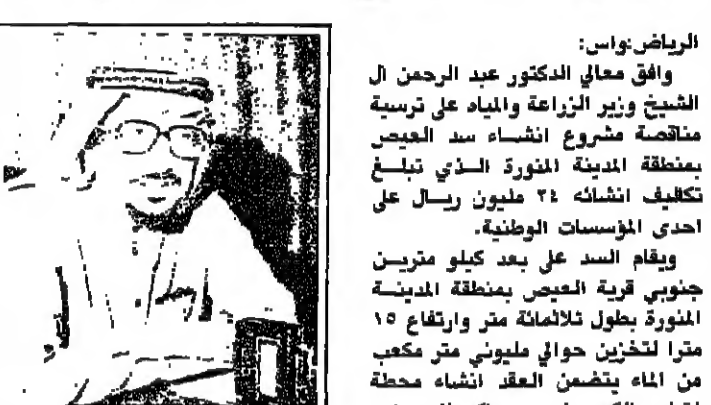 الرياض:واس:
وافق معالي الدكتور عبد الرحمن ال
الشيخ وزير الزراعة والمياه على ترسية
مناقصة مشروع انشاء سد العيص
بمنطقة المدينة المنورة الذي تبلغ
تكاليف انشائه ٢٤ مليون ريال على
احدى المؤسسات الوطنية.
ويقام السد على بعد كيلو مترين
جنوبي قرية العيص بمنطقة المدينة
المنورة بطول ثلاثمائة متر وارتفاع ١٥
مترا لتخزين حوالي مليوني متر مكعب
من الماء يتضمن العقد انشاء محطة